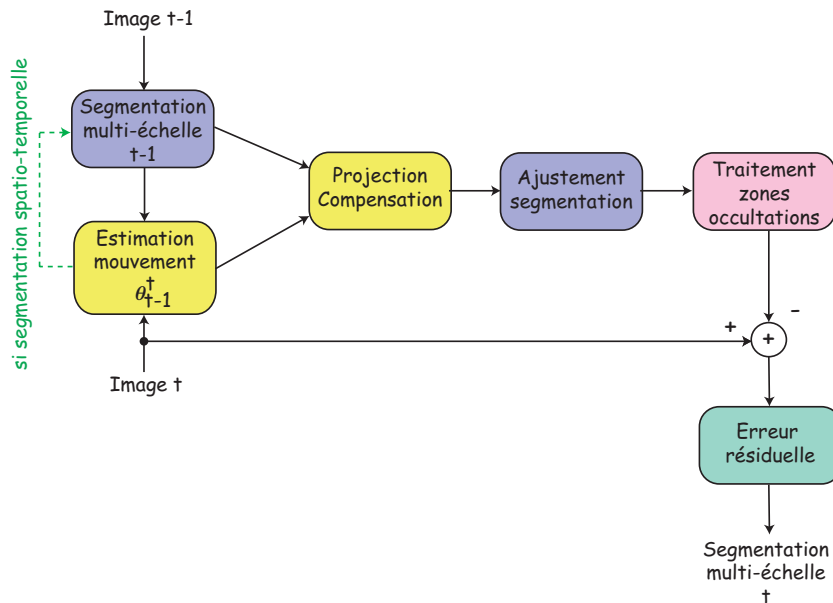 Image t-1
si segmentation spatio-temporelle
Segmentation
multi-échelle
t-1
Estimation
mouvement
θ t t-1
Image t
Projection
Compensation
Ajustement
segmentation
Traitement
zones
occultations
-
+
+
Erreur
résiduelle
Segmentation
multi-échelle
t